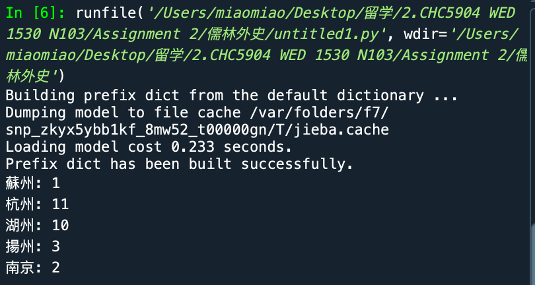 In [6]: runfile('/Users/miaomiao/Desktop/留学/2.CHC5904 WED
1530 N103/Assignment 2/儒林外史/untitled1.py', wdir='/Users/
miaomiao/Desktop/留学/2.CHC5904 WED 1530 N103/Assignment 2/儒
林外史')
Building prefix dict from the default dictionary ...
Dumping model to file cache /var/folders/f7/
snp_zkyx5ybb1kf_8mw52_t00000gn/T/jieba.cache
Loading model cost 0.233 seconds.
Prefix dict has been built successfully.
蘇州: 1
杭州: 11
湖州: 10
揚州: 3
南京: 2